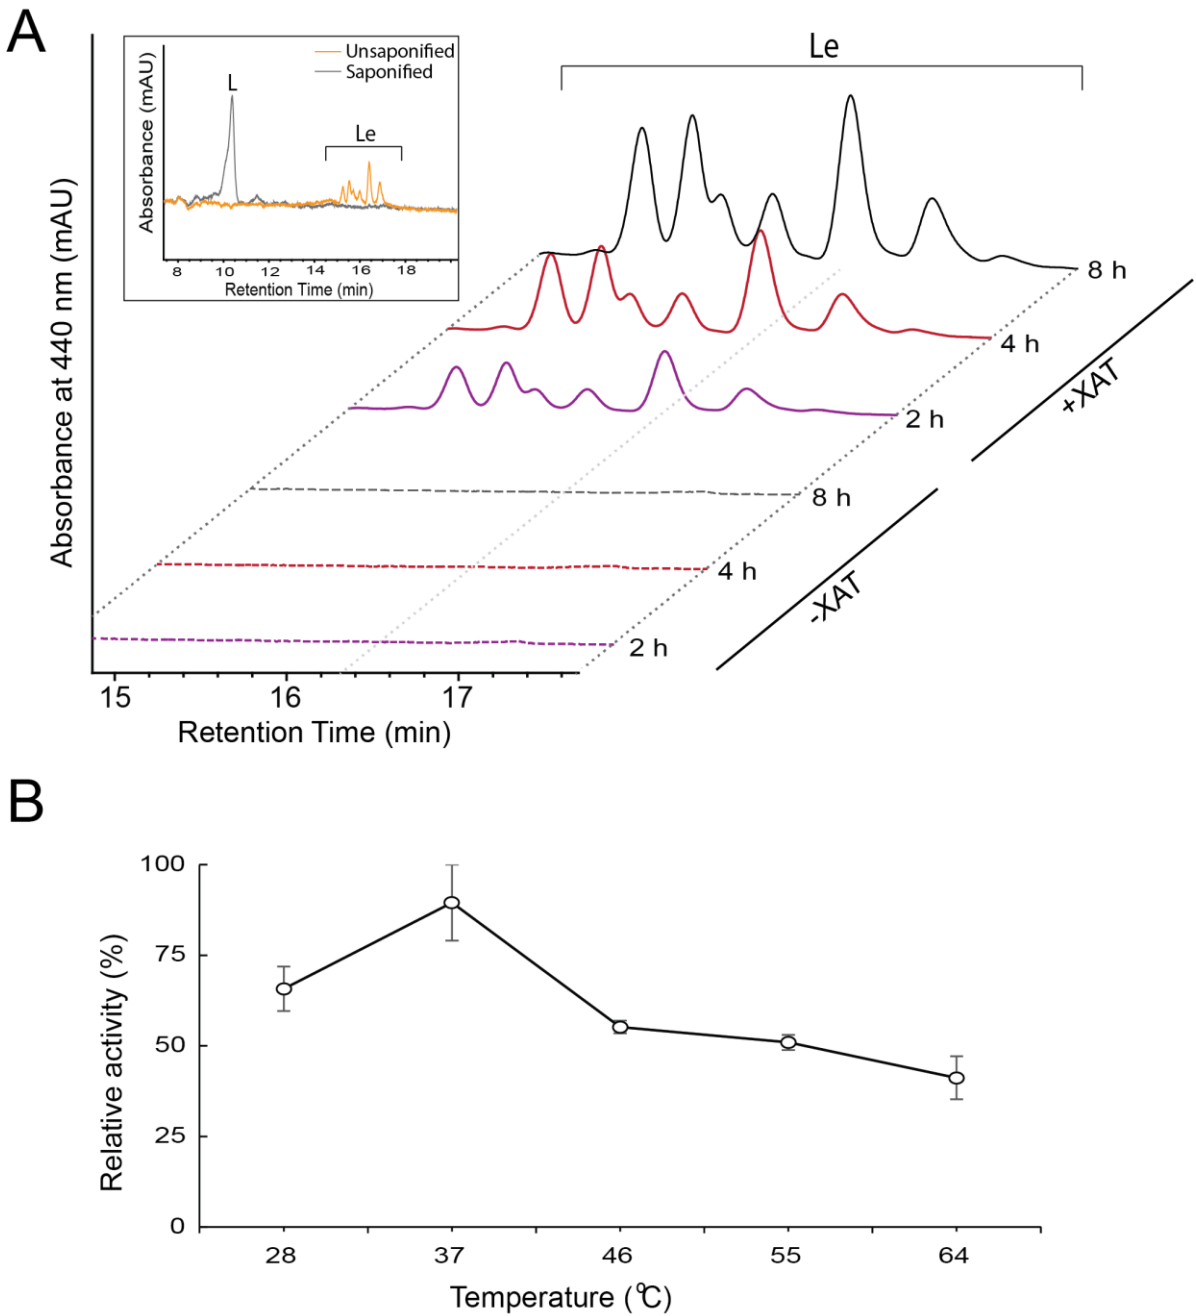 A
Absorbance at 440 nm (mAU)
Absorbance (mAU)
Unsaponified
Saponified
L
Le
8 10 12 14 16 18
Retention Time (min)
Le
8 h
4 h
2 h
+XAT
8 h
4 h
2 h
-XAT
15 16 17
Retention Time (min)
B
Relative activity (%)
100
75
50
25
0
28 37 46 55 64
Temperature (°C)